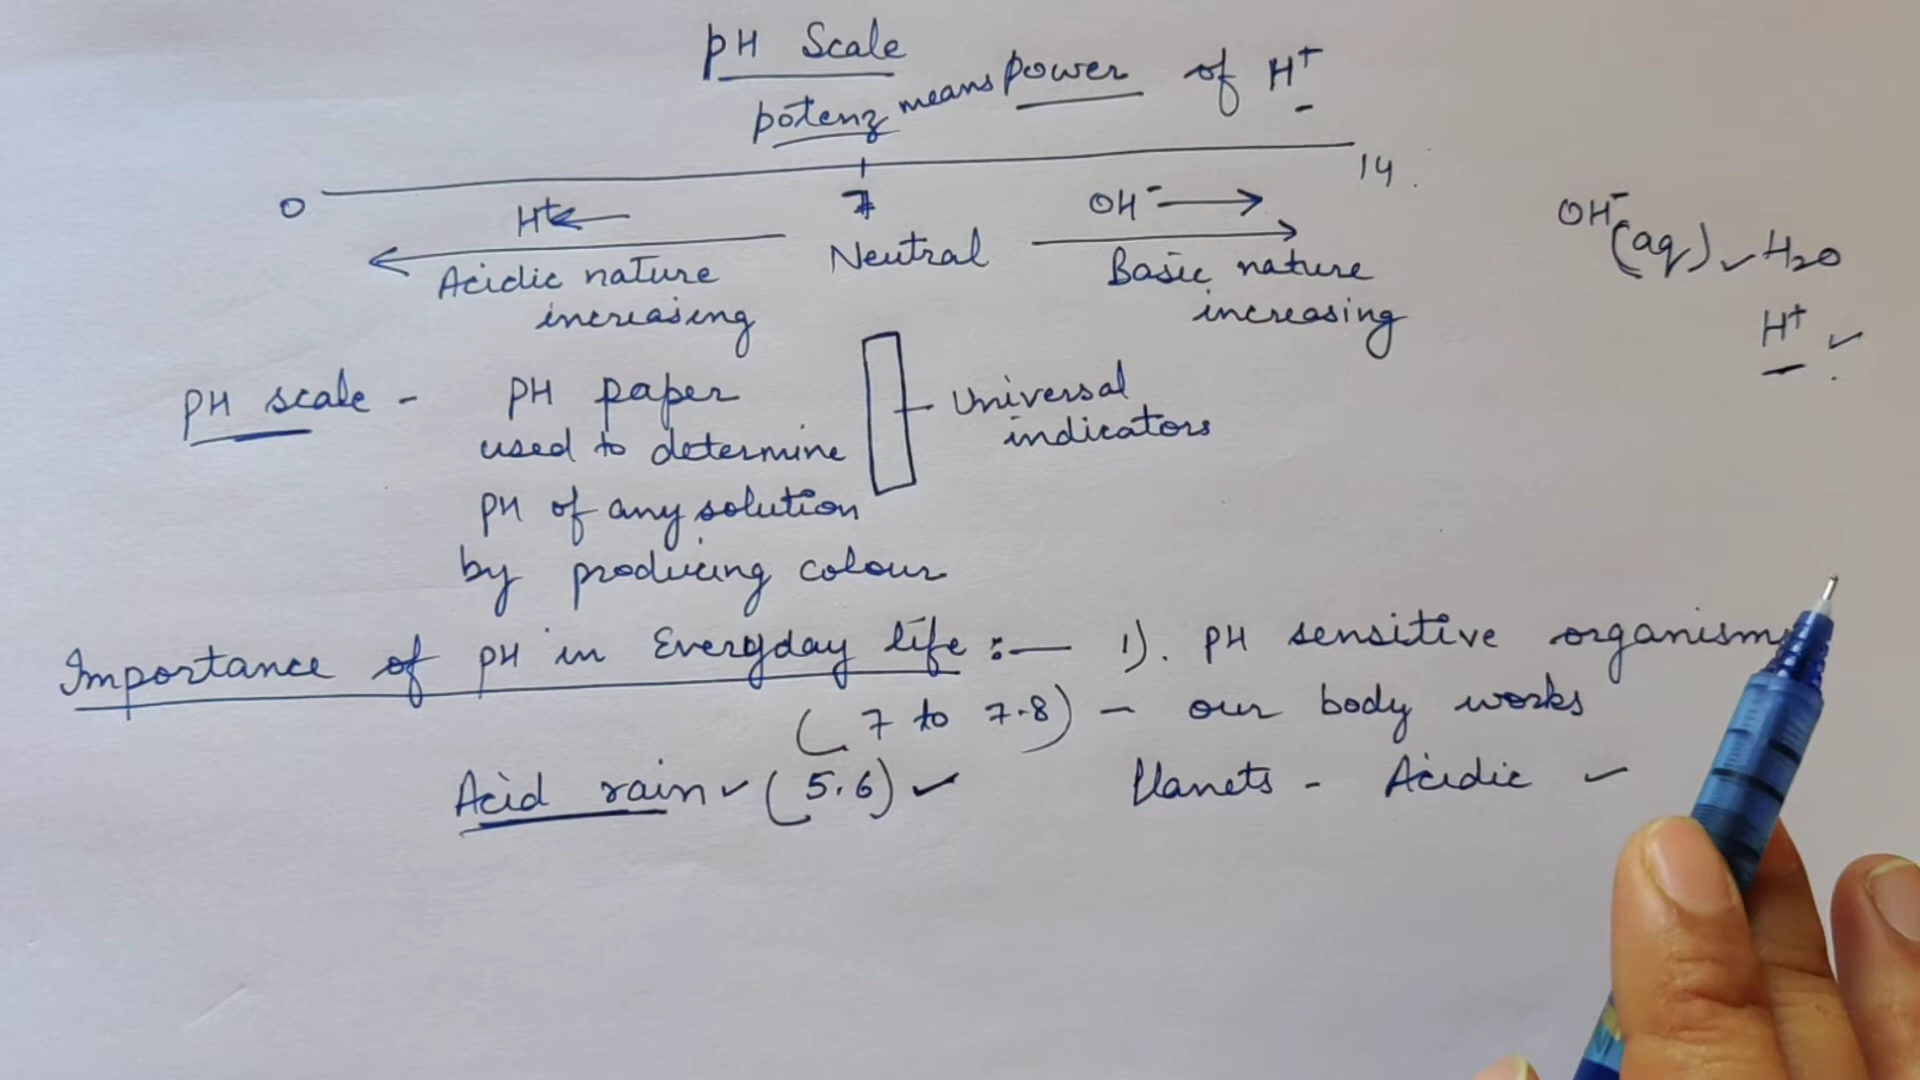 pH Scale
potenz means power of H⁺
0 7 14
H⁺ ← OH⁻ →
Acidic nature increasing
Neutral
Basic nature increasing
OH⁻(aq) ✓ H₂O
H⁺ ✓
pH scale - pH paper
used to determine
pH of any solution
by producing colour
Universal
indicators
Importance of pH in Everyday life :— 1). pH sensitive organism
(7 to 7.8) - our body works
Acid rain ✓ (5.6) ✓ Planets - Acidic ✓